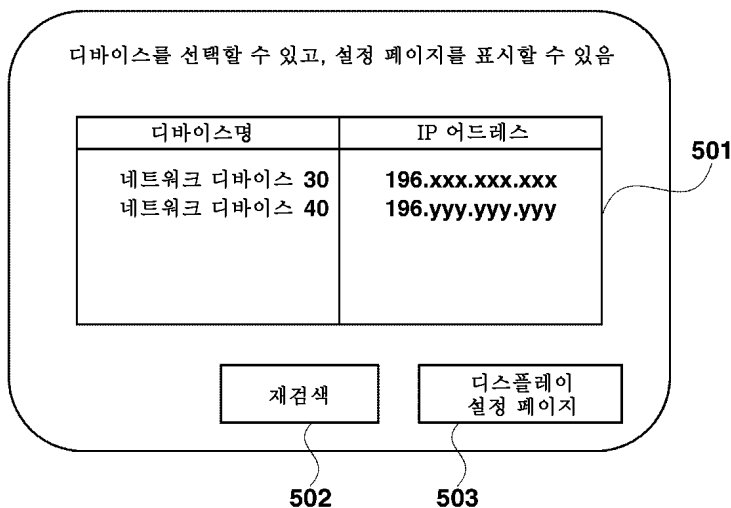 디바이스를 선택할 수 있고, 설정 페이지를 표시할 수 있음
디바이스명 IP 어드레스
501
네트워크 디바이스 30 196.xxx.xxx.xxx
네트워크 디바이스 40 196.yyy.yyy.yyy
재검색
디스플레이
설정 페이지
502 503